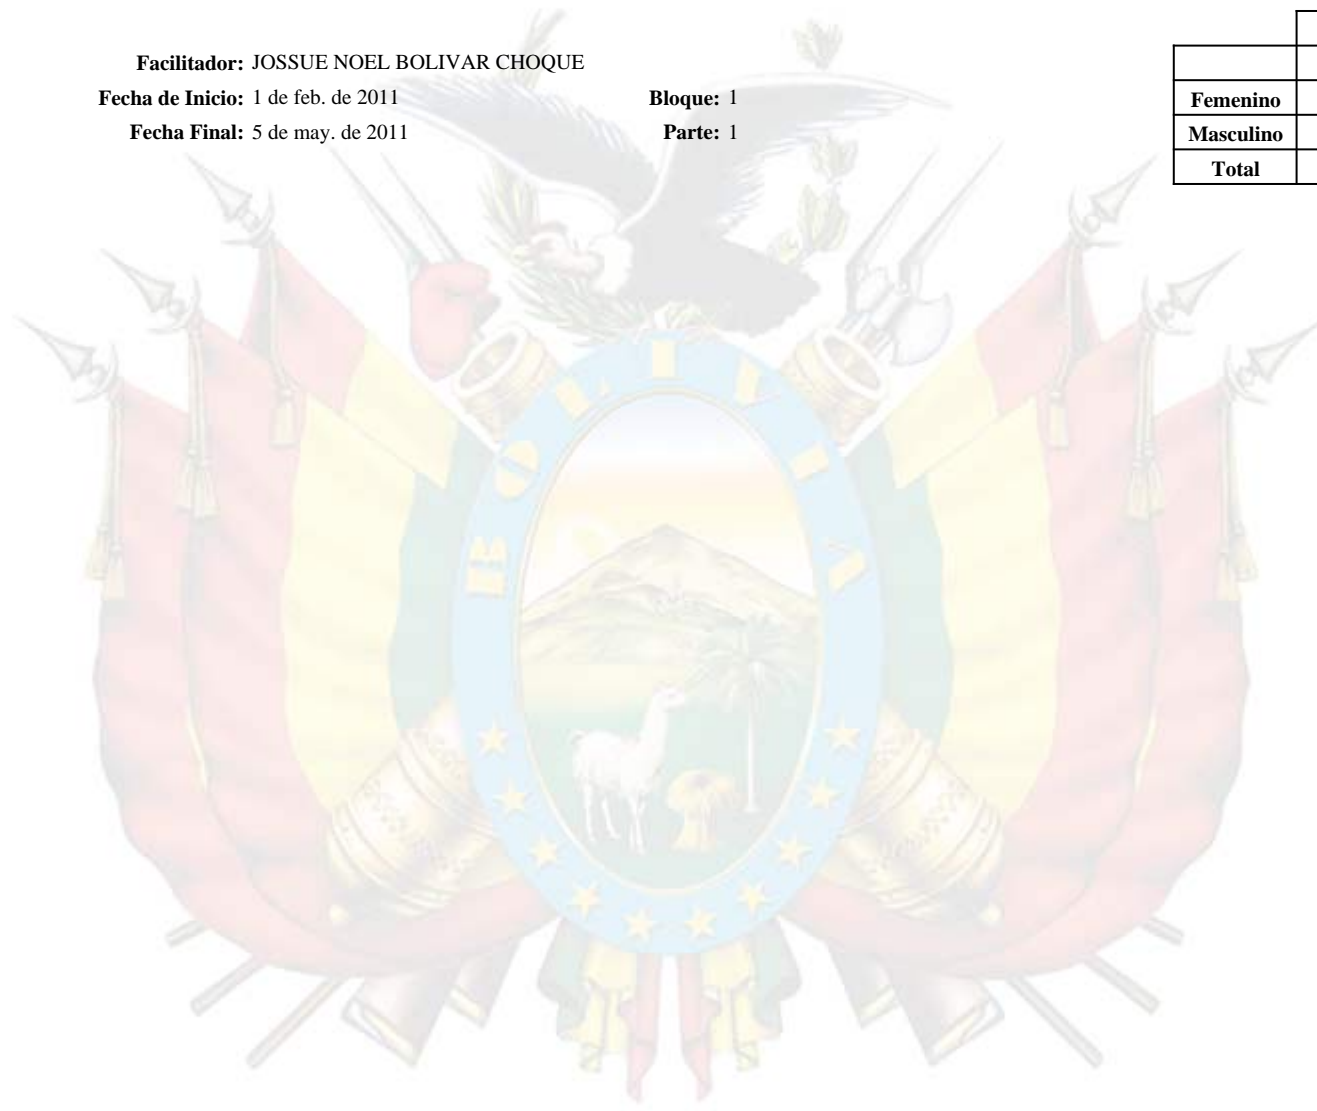 Facilitador: JOSSUE NOEL BOLIVAR CHOQUE
Fecha de Inicio: 1 de feb. de 2011 Bloque: 1
Fecha Final: 5 de may. de 2011 Parte: 1
Femenino
Masculino
Total
BOLIVIA